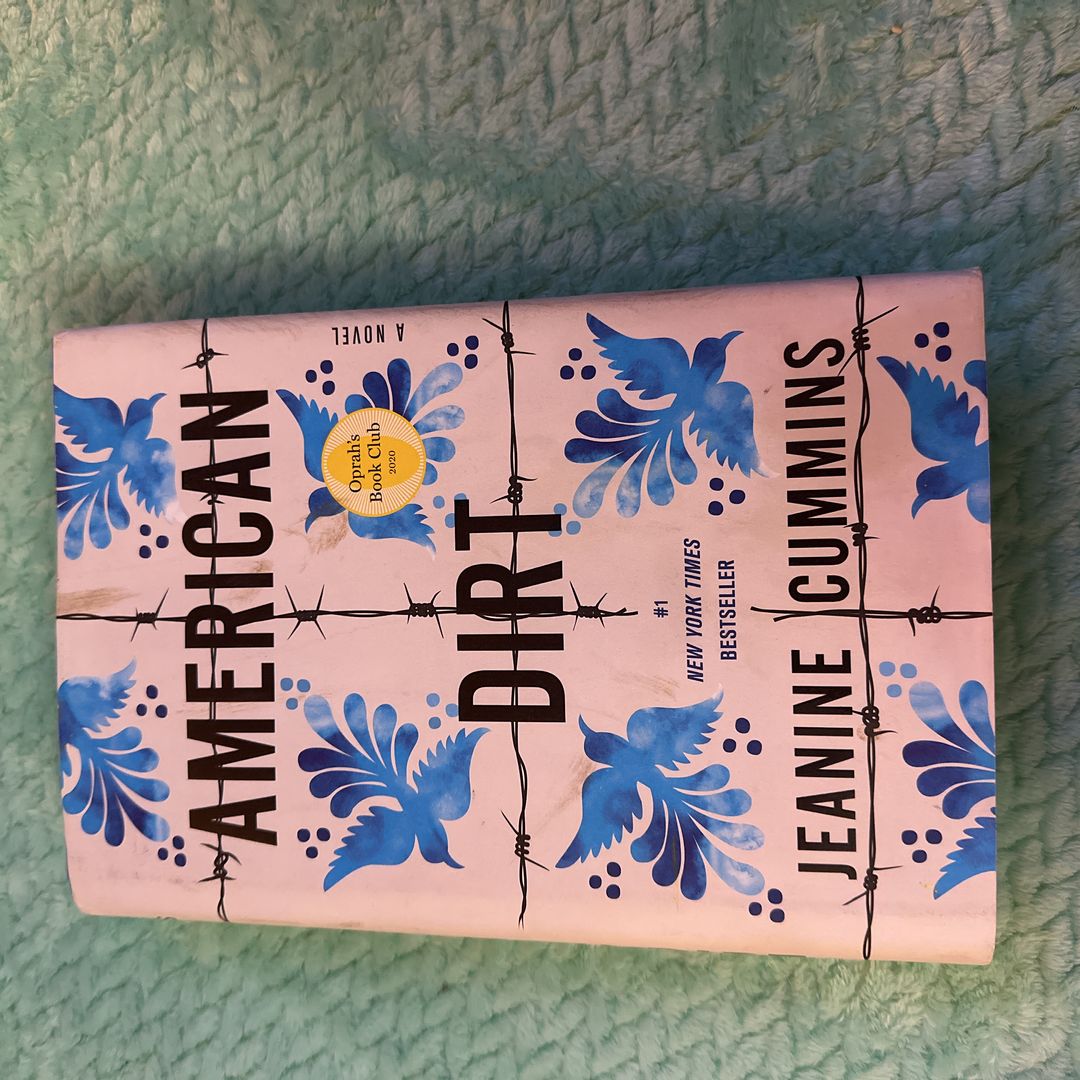 AMERICAN
A NOVEL
Oprah's
Book Club
2020
DIRT
#1
NEW YORK TIMES
BESTSELLER
JEANINE CUMMINS